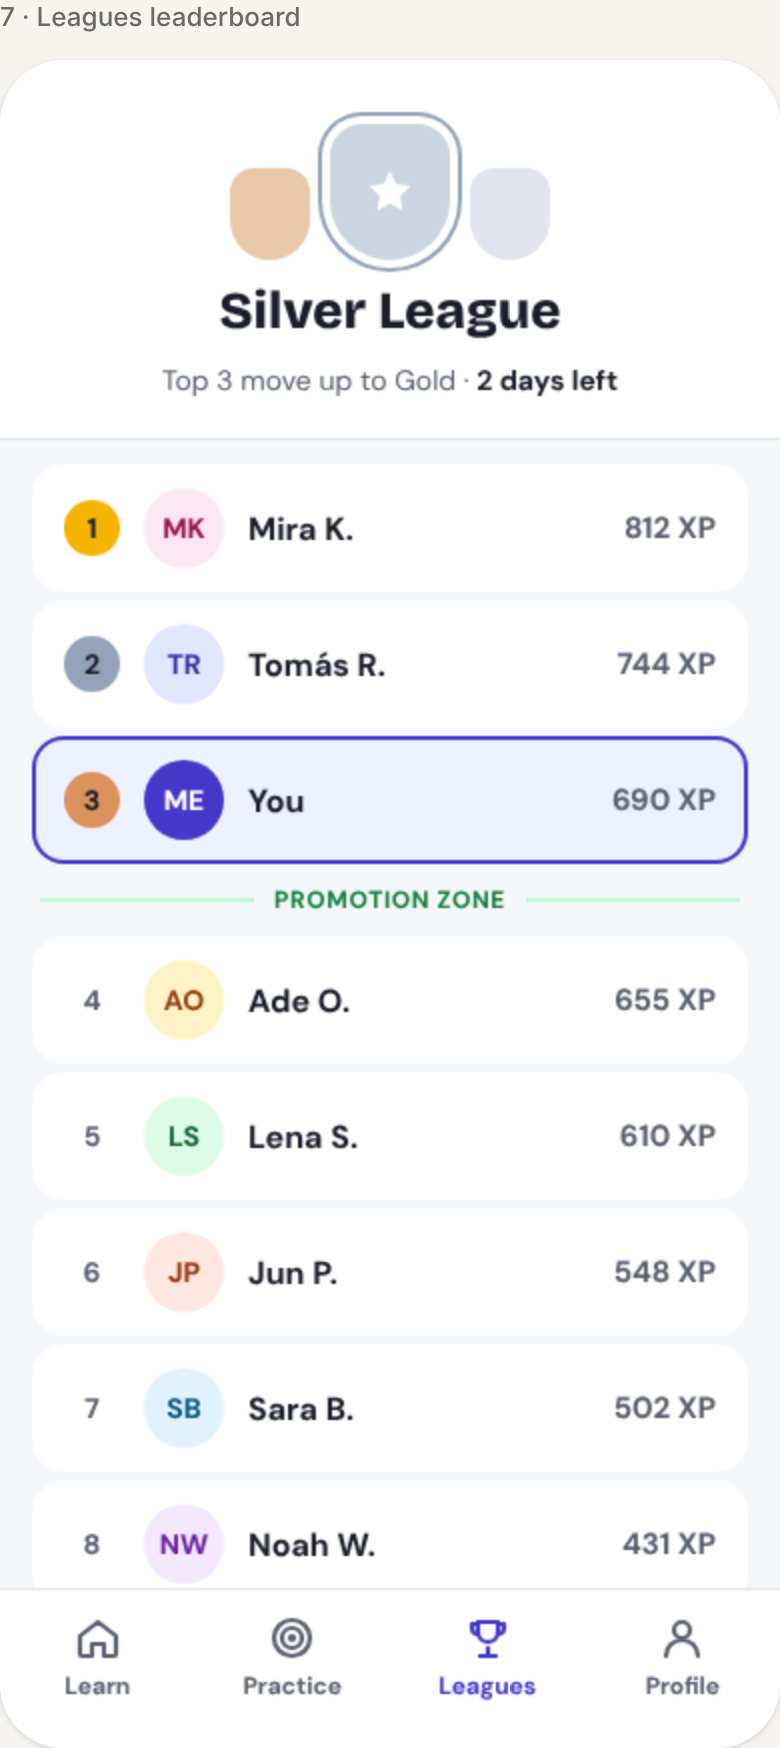 7 · Leagues leaderboard
Silver League
Top 3 move up to Gold · 2 days left
1 MK Mira K. 812 XP
2 TR Tomás R. 744 XP
3 ME You 690 XP
PROMOTION ZONE
4 AO Ade O. 655 XP
5 LS Lena S. 610 XP
6 JP Jun P. 548 XP
7 SB Sara B. 502 XP
8 NW Noah W. 431 XP
Learn Practice Leagues Profile